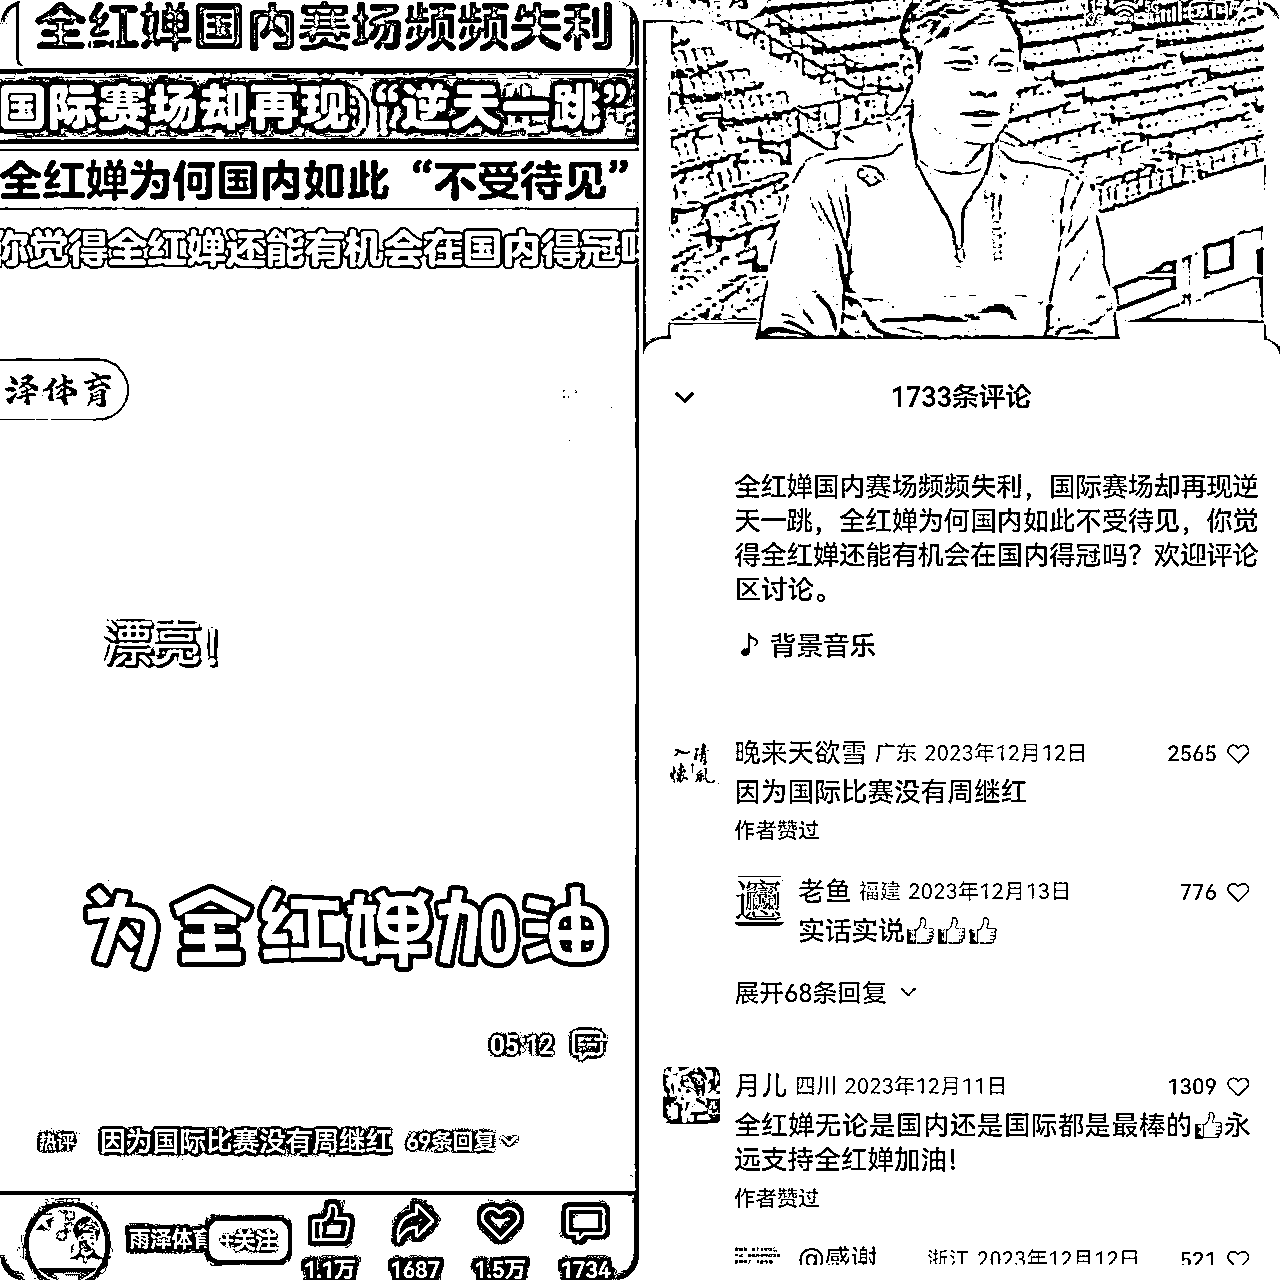 全红婵国内赛场频频失利
国际赛场却再现“逆天一跳”
全红婵为何国内如此“不受待见”
你觉得全红婵还能有机会在国内得冠
泽体育
漂亮！
为全红婵加油
05:12
热评 因为国际比赛没有周继红 69条回复
雨泽体育 +关注
1.1万 1687 1.5万 1734
1733条评论
全红婵国内赛场频频失利，国际赛场却再现逆
天一跳，全红婵为何国内如此不受待见，你觉
得全红婵还能有机会在国内得冠吗？欢迎评论
区讨论。
背景音乐
晚来天欲雪 广东 2023年12月12日 2565
因为国际比赛没有周继红
作者赞过
老鱼 福建 2023年12月13日 776
实话实说👍👍👍
展开68条回复
月儿 四川 2023年12月11日 1309
全红婵无论是国内还是国际都是最棒的👍永
远支持全红婵加油！
作者赞过
@感谢 浙江 2023年12月12日 521